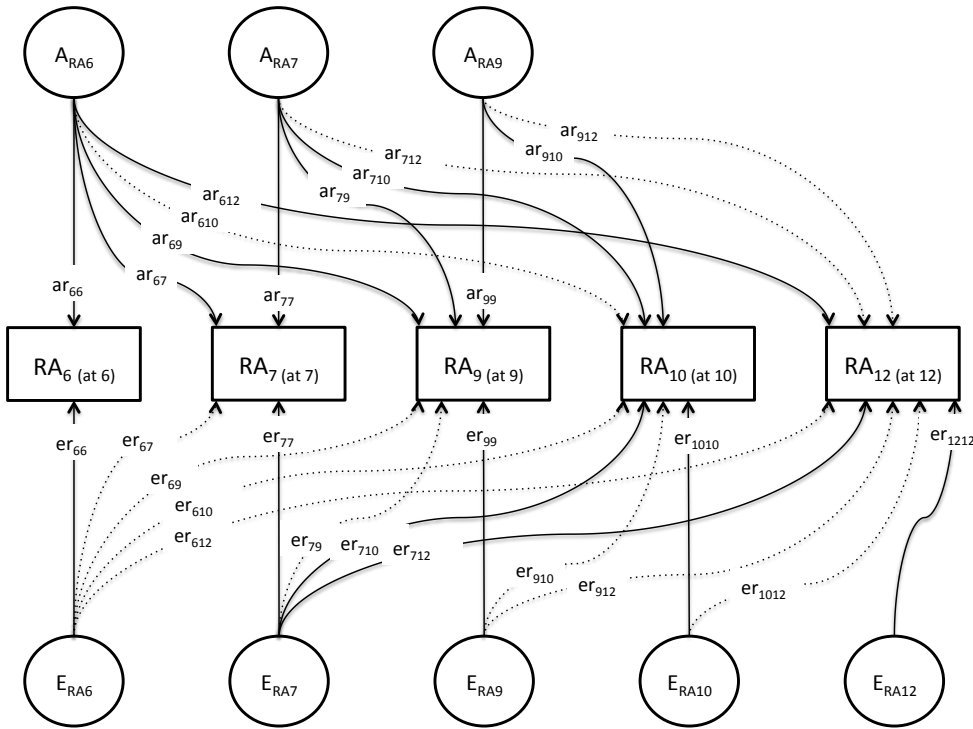 A_RA6 A_RA7 A_RA9
ar_912
ar_712 ar_910
ar_710
ar_612 ar_79
ar_610
ar_69
ar_67
ar_66 ar_77 ar_99
RA_6 (at 6) RA_7 (at 7) RA_9 (at 9) RA_10 (at 10) RA_12 (at 12)
er_66 er_67 er_77 er_99 er_1010 er_1212
er_69
er_610
er_612 er_79 er_710 er_712
er_910
er_912 er_1012
E_RA6 E_RA7 E_RA9 E_RA10 E_RA12